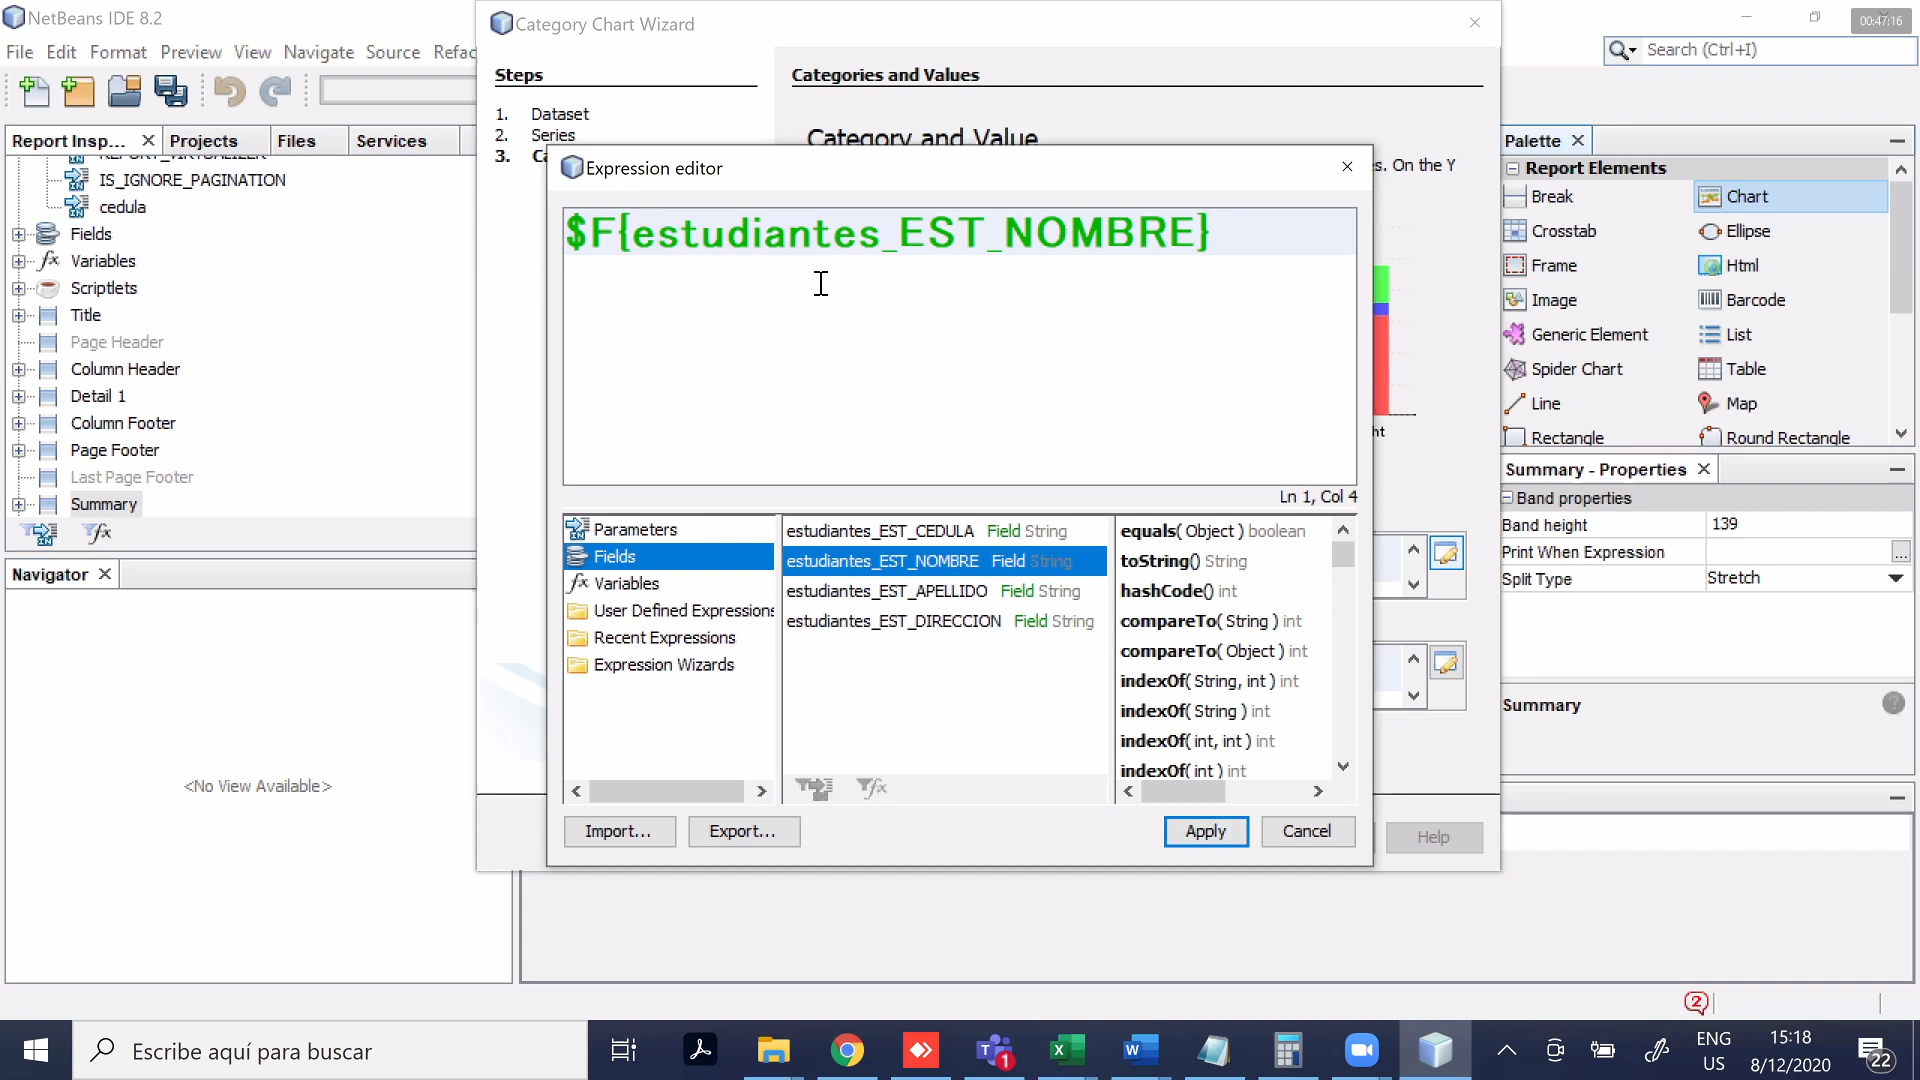 NetBeans IDE 8.2
Category Chart Wizard
00:47:16
File Edit Format Preview View Navigate Source Refac
Search (Ctrl+I)
Steps
1. Dataset
2. Series
3. Ca
Categories and Values
Category and Value
s. On the Y
Report Insp...
Projects
Files
Services
IS_IGNORE_PAGINATION
cedula
Fields
Variables
Scriptlets
Title
Page Header
Column Header
Detail 1
Column Footer
Page Footer
Last Page Footer
Summary
Navigator
<No View Available>
Expression editor
$F{estudiantes_EST_NOMBRE}
Ln 1, Col 4
Parameters
Fields
Variables
User Defined Expressions
Recent Expressions
Expression Wizards
estudiantes_EST_CEDULA Field String
estudiantes_EST_NOMBRE Field String
estudiantes_EST_APELLIDO Field String
estudiantes_EST_DIRECCION Field String
equals( Object ) boolean
toString() String
hashCode() int
compareTo( String ) int
compareTo( Object ) int
indexOf( String, int ) int
indexOf( String ) int
indexOf( int, int ) int
indexOf( int ) int
Import...
Export...
Apply
Cancel
Help
ht
Palette
Report Elements
Break
Chart
Crosstab
Ellipse
Frame
Html
Image
Barcode
Generic Element
List
Spider Chart
Table
Line
Map
Rectangle
Round Rectangle
Summary - Properties
Band properties
Band height 139
Print When Expression ...
Split Type Stretch
Summary
2
Escribe aquí para buscar
1
ENG
US
15:18
8/12/2020
22